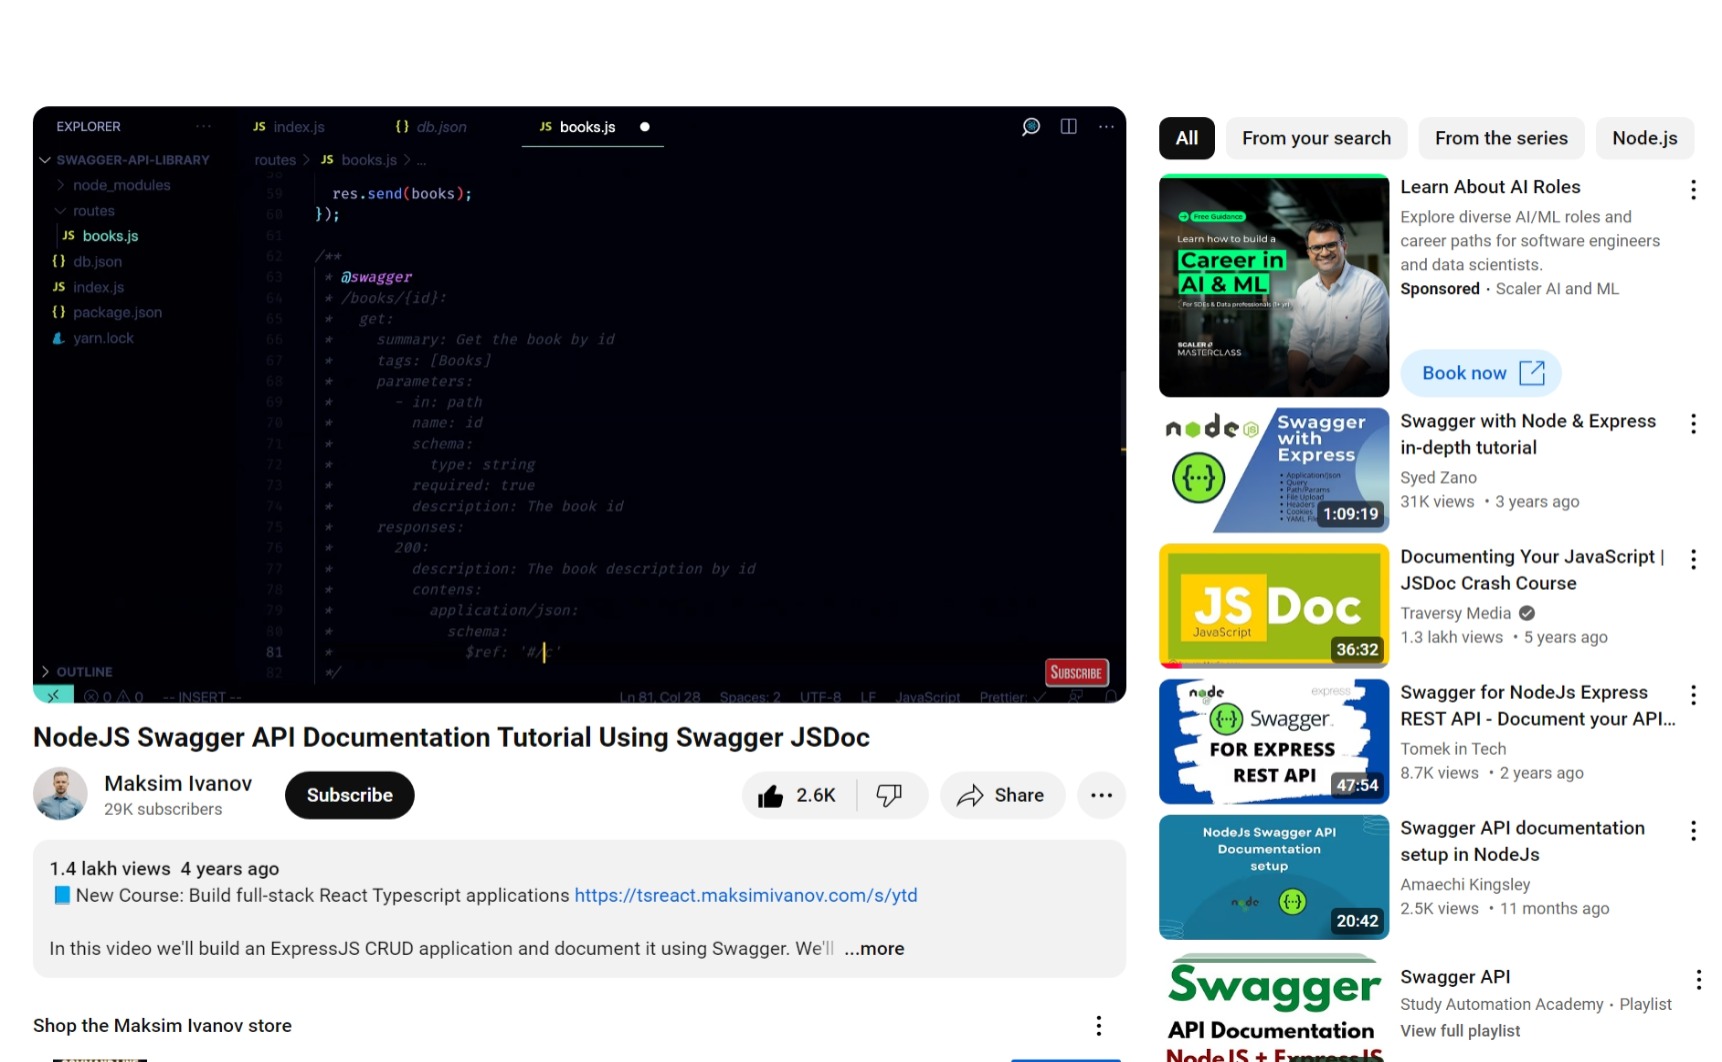 EXPLORER
JS index.js
{} db.json
JS books.js
SWAGGER-API-LIBRARY
node_modules
routes
JS books.js
{} db.json
JS index.js
{} package.json
yarn.lock
OUTLINE
routes > JS books.js > ...
59 res.send(books);
60 });
61
62 /**
63 * @swagger
64 * /books/{id}:
65 * get:
66 * summary: Get the book by id
67 * tags: [Books]
68 * parameters:
69 * - in: path
70 * name: id
71 * schema:
72 * type: string
73 * required: true
74 * description: The book id
75 * responses:
76 * 200:
77 * description: The book description by id
78 * contens:
79 * application/json:
80 * schema:
81 * $ref: '#/c'
82 */
SUBSCRIBE
0 0 -- INSERT -- Ln 81, Col 28 Spaces: 2 UTF-8 LF JavaScript Prettier: ✓
NodeJS Swagger API Documentation Tutorial Using Swagger JSDoc
Maksim Ivanov
29K subscribers
Subscribe
2.6K
Share
1.4 lakh views 4 years ago
📘 New Course: Build full-stack React Typescript applications https://tsreact.maksimivanov.com/s/ytd
In this video we'll build an ExpressJS CRUD application and document it using Swagger. We'll ...more
Shop the Maksim Ivanov store
All
From your search
From the series
Node.js
Free Guidance
Learn how to build a
Career in
AI & ML
SCALER
MASTERCLASS
Learn About AI Roles
Explore diverse AI/ML roles and
career paths for software engineers
and data scientists.
Sponsored · Scaler AI and ML
Book now
node JS
Swagger
with
Express
• Application/json
• Query
• Path/Params
• File Upload
• Headers
• Cookies
1:09:19
Swagger with Node & Express
in-depth tutorial
Syed Zano
31K views • 3 years ago
JS
JavaScript
Doc
36:32
Documenting Your JavaScript |
JSDoc Crash Course
Traversy Media
1.3 lakh views • 5 years ago
node
express
{···} Swagger.
FOR EXPRESS
REST API
47:54
Swagger for NodeJs Express
REST API - Document your API...
Tomek in Tech
8.7K views • 2 years ago
NodeJs Swagger API
Documentation
setup
node {···}
20:42
Swagger API documentation
setup in NodeJs
Amaechi Kingsley
2.5K views • 11 months ago
Swagger
API Documentation
NodeJS + ExpressJS
Swagger API
Study Automation Academy • Playlist
View full playlist